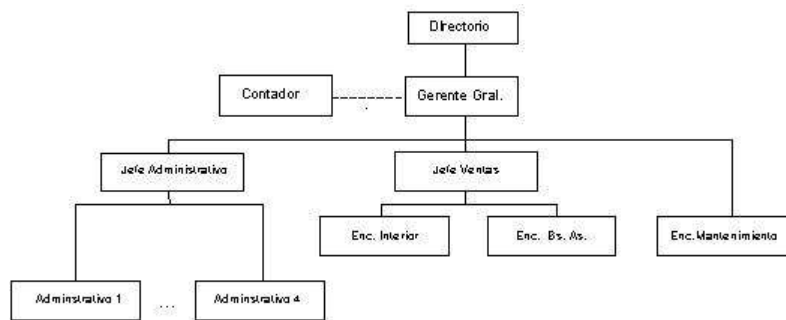 Directorio
Contador
Gerente Gral.
Jefe Administrativo
Jefe Ventas
Enc. Interior
Enc. Bs. As.
Enc.Mantenimiento
Adminstrativo 1
...
Adminstrativo 4